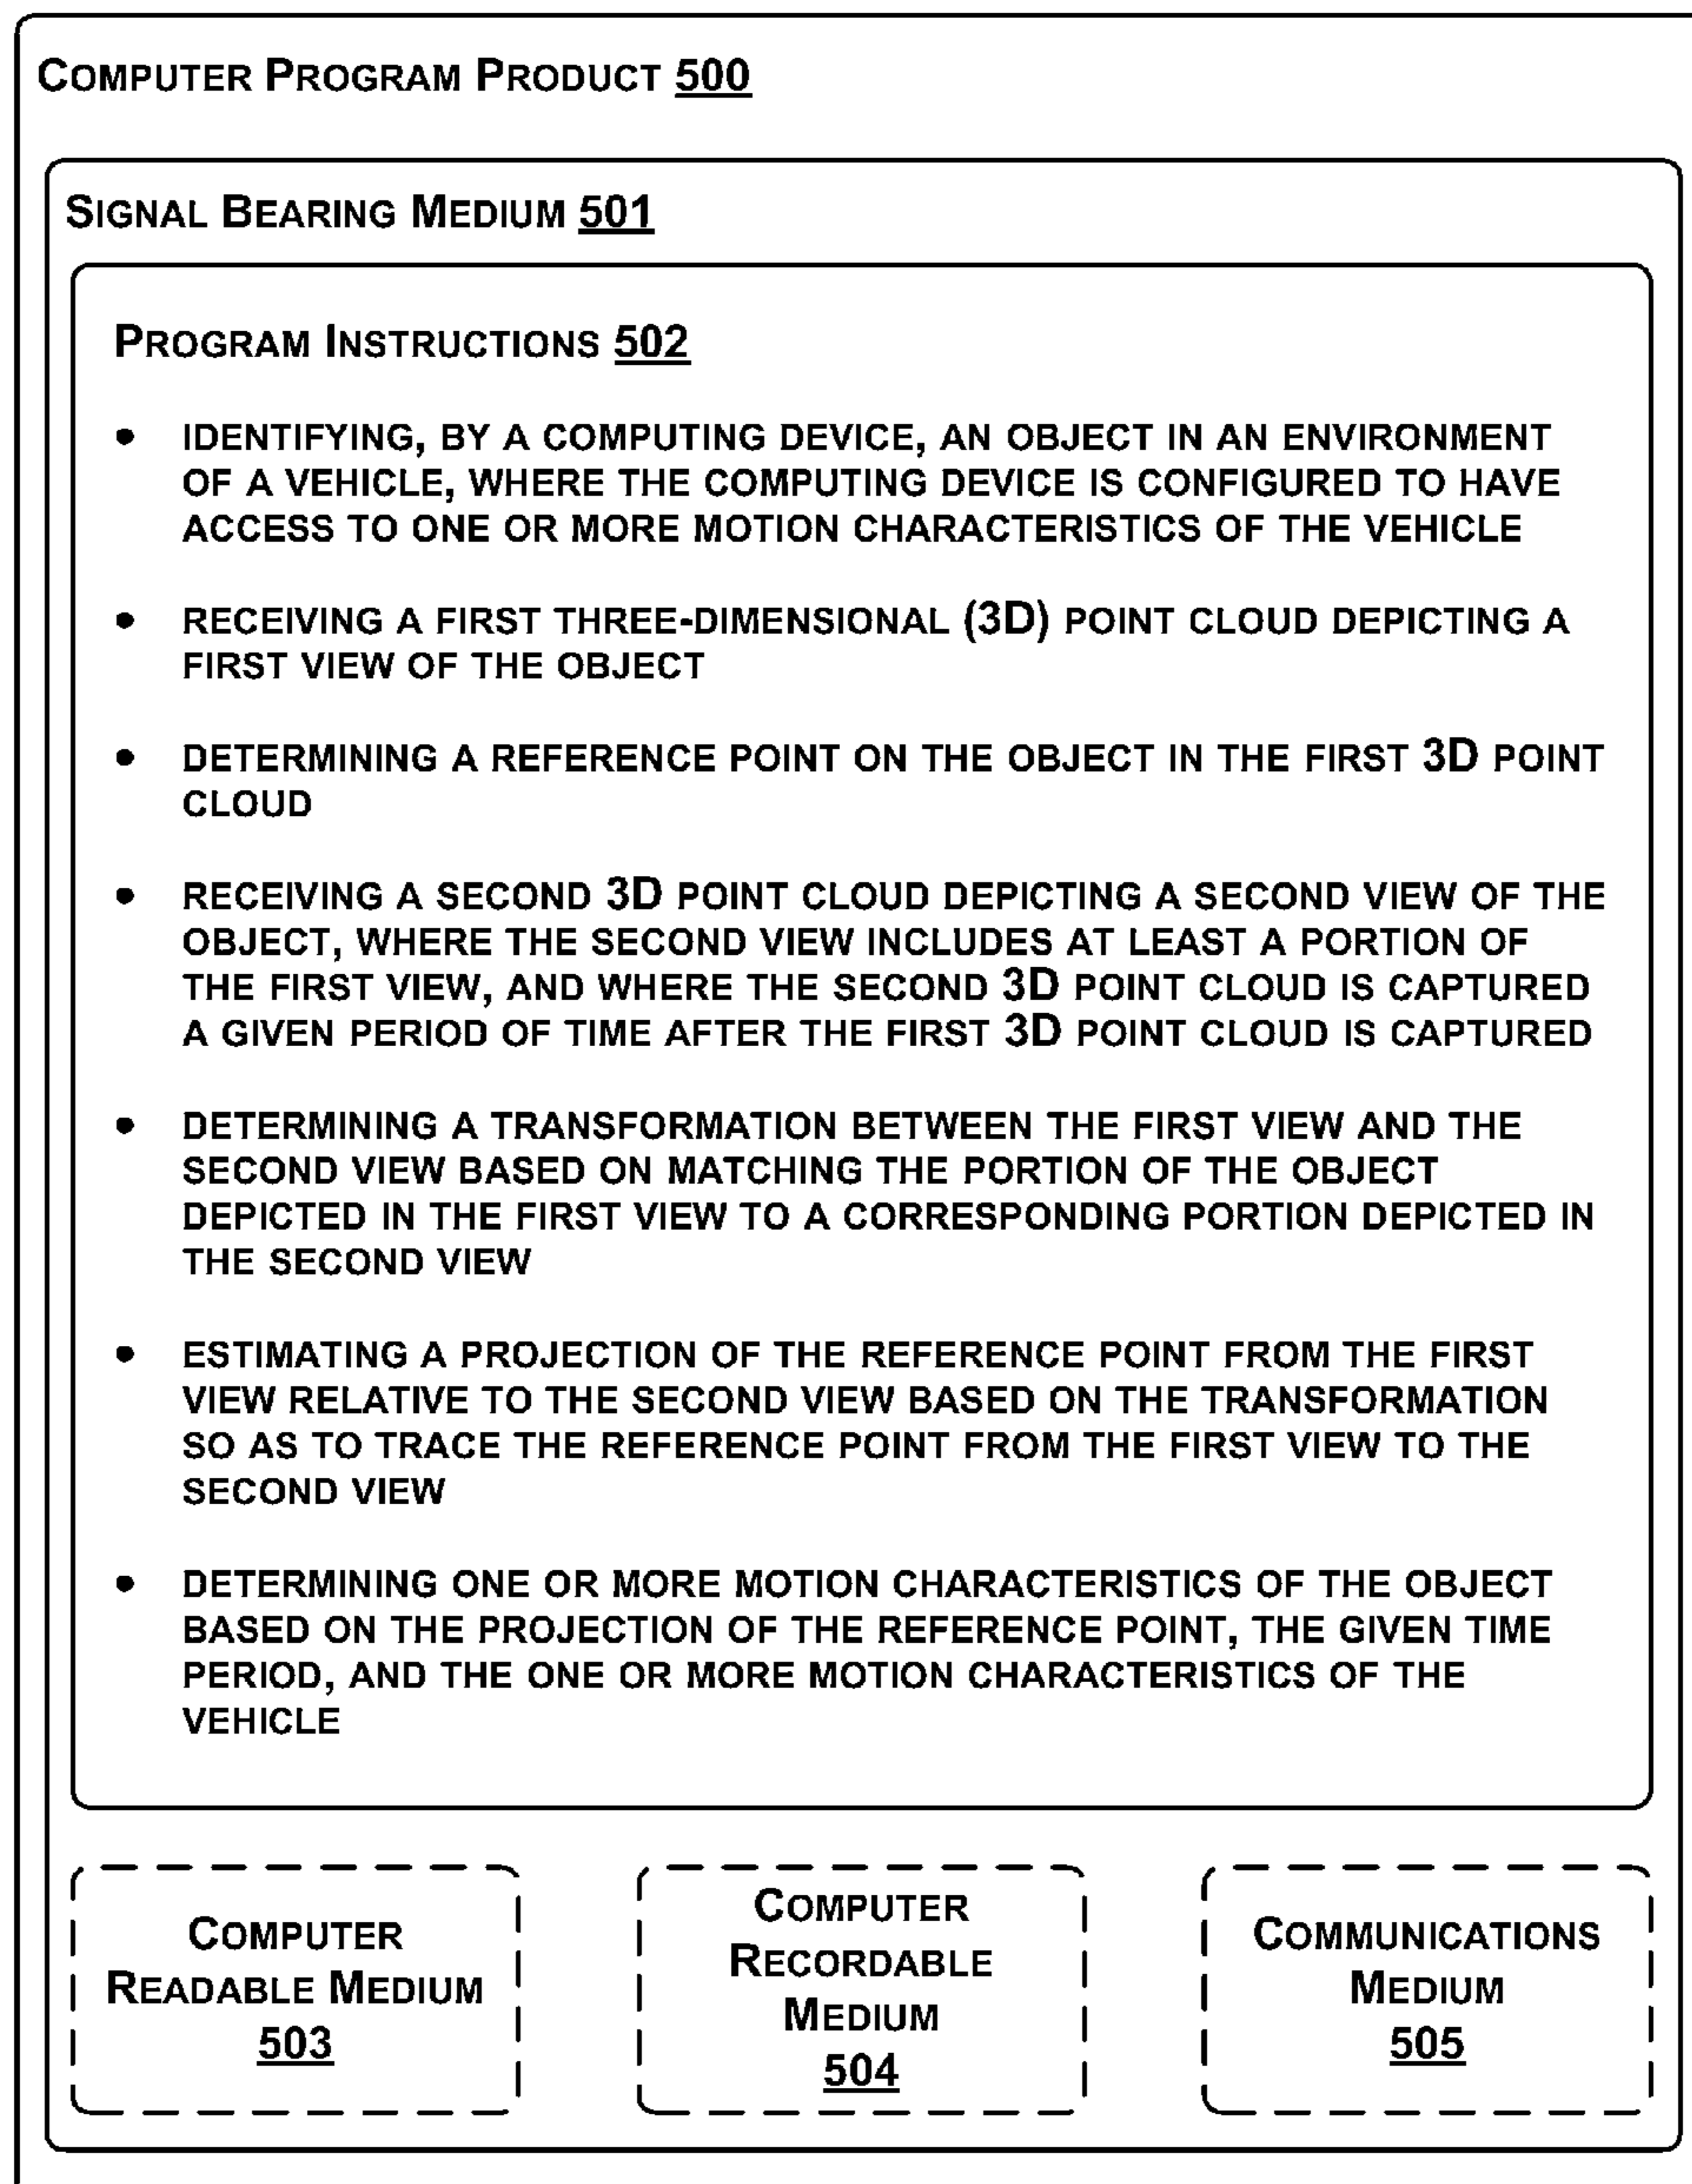 COMPUTER PROGRAM PRODUCT 500
SIGNAL BEARING MEDIUM 501
PROGRAM INSTRUCTIONS 502
• IDENTIFYING, BY A COMPUTING DEVICE, AN OBJECT IN AN ENVIRONMENT
OF A VEHICLE, WHERE THE COMPUTING DEVICE IS CONFIGURED TO HAVE
ACCESS TO ONE OR MORE MOTION CHARACTERISTICS OF THE VEHICLE
• RECEIVING A FIRST THREE-DIMENSIONAL (3D) POINT CLOUD DEPICTING A
FIRST VIEW OF THE OBJECT
• DETERMINING A REFERENCE POINT ON THE OBJECT IN THE FIRST 3D POINT
CLOUD
• RECEIVING A SECOND 3D POINT CLOUD DEPICTING A SECOND VIEW OF THE
OBJECT, WHERE THE SECOND VIEW INCLUDES AT LEAST A PORTION OF
THE FIRST VIEW, AND WHERE THE SECOND 3D POINT CLOUD IS CAPTURED
A GIVEN PERIOD OF TIME AFTER THE FIRST 3D POINT CLOUD IS CAPTURED
• DETERMINING A TRANSFORMATION BETWEEN THE FIRST VIEW AND THE
SECOND VIEW BASED ON MATCHING THE PORTION OF THE OBJECT
DEPICTED IN THE FIRST VIEW TO A CORRESPONDING PORTION DEPICTED IN
THE SECOND VIEW
• ESTIMATING A PROJECTION OF THE REFERENCE POINT FROM THE FIRST
VIEW RELATIVE TO THE SECOND VIEW BASED ON THE TRANSFORMATION
SO AS TO TRACE THE REFERENCE POINT FROM THE FIRST VIEW TO THE
SECOND VIEW
• DETERMINING ONE OR MORE MOTION CHARACTERISTICS OF THE OBJECT
BASED ON THE PROJECTION OF THE REFERENCE POINT, THE GIVEN TIME
PERIOD, AND THE ONE OR MORE MOTION CHARACTERISTICS OF THE
VEHICLE
COMPUTER
READABLE MEDIUM
503
COMPUTER
RECORDABLE
MEDIUM
504
COMMUNICATIONS
MEDIUM
505